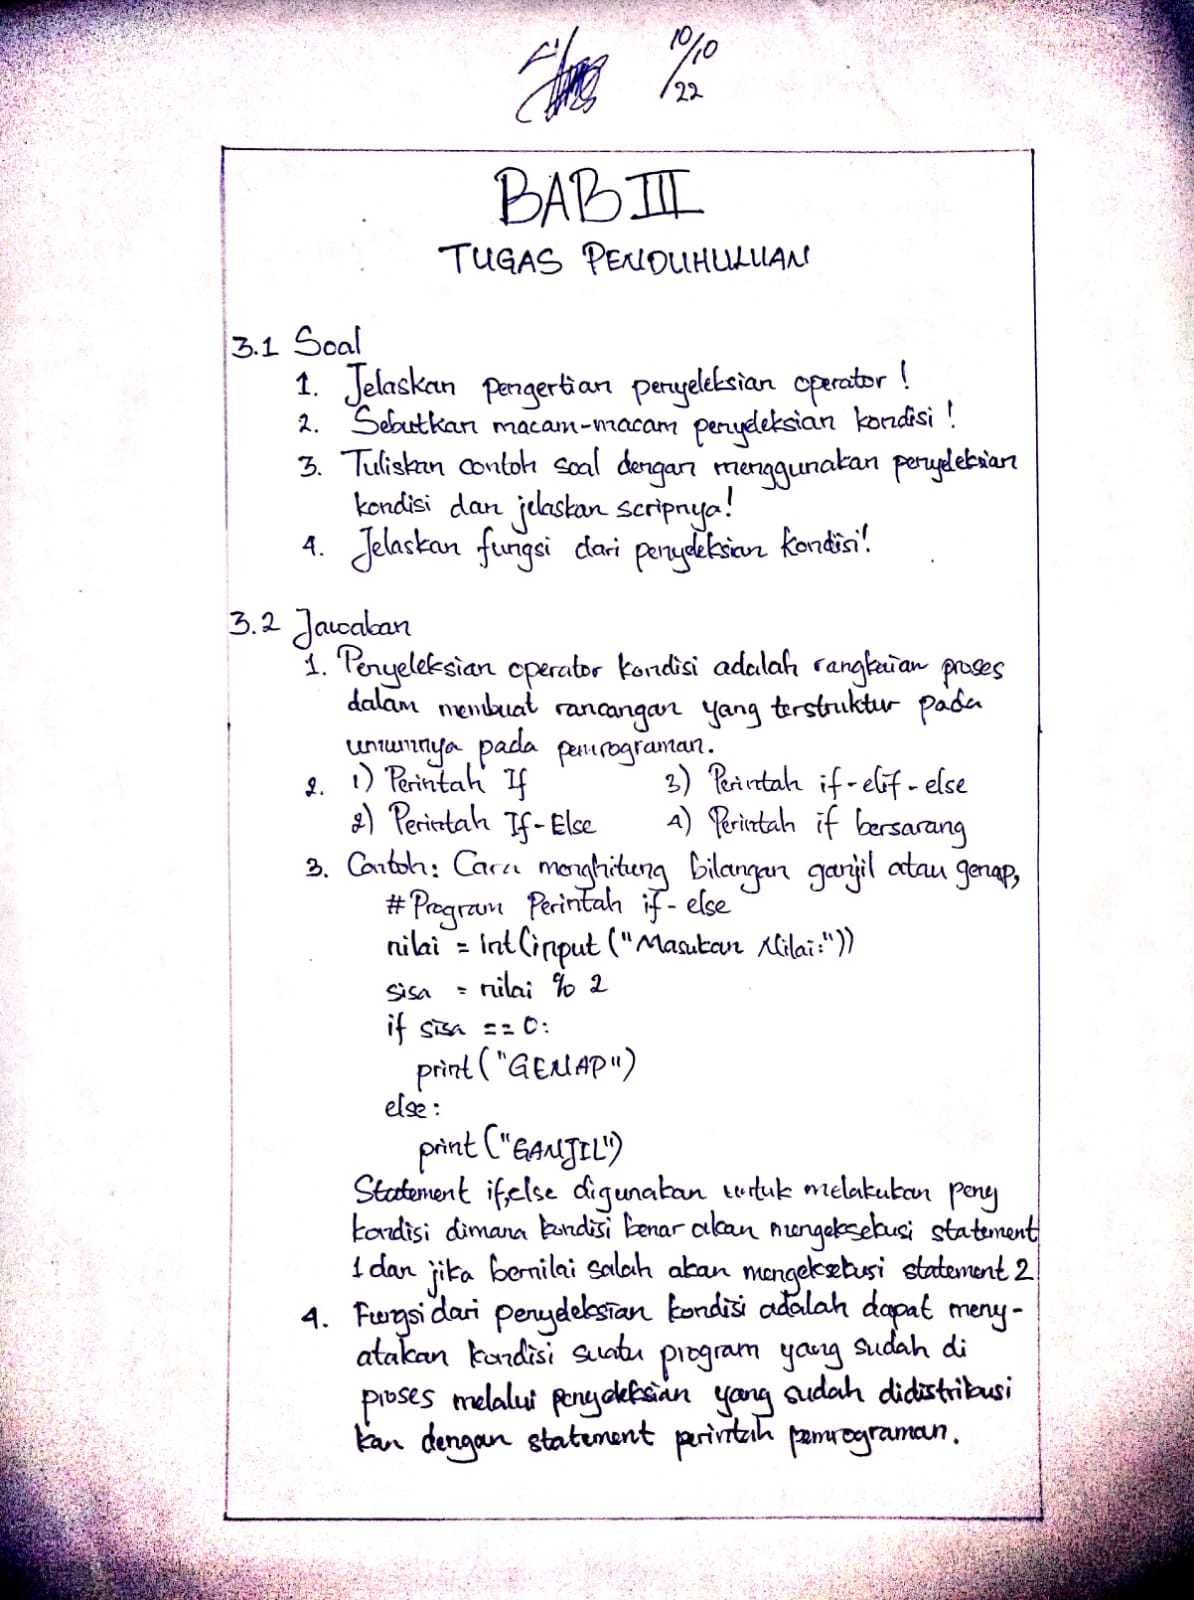 10/10
/22
BAB III
TUGAS PENDUHULUAN
3.1 Soal
1. Jelaskan pengertian penyeleksian operator !
2. Sebutkan macam-macam penyeleksian kondisi !
3. Tuliskan contoh soal dengan menggunakan penyeleksian
kondisi dan jelaskan scripnya!
4. Jelaskan fungsi dari penyeleksian kondisi!
3.2 Jawaban
1. Penyeleksian operator kondisi adalah rangkaian proses
dalam membuat rancangan yang terstruktur pada
umumnya pada pemrograman.
2. 1) Perintah If 3) Perintah if-elif-else
2) Perintah If-Else 4) Perintah if bersarang
3. Contoh: Cara menghitung bilangan ganjil atau genap,
# Program Perintah if-else
nilai = int(input("Masukan Nilai:"))
sisa = nilai % 2
if sisa == 0:
print("GENAP")
else:
print("GANJIL")
Statement if,else digunakan untuk melakukan peny
kondisi dimana kondisi benar akan mengeksekusi statement
1 dan jika bernilai salah akan mengeksekusi statement 2
4. Fungsi dari penyeleksian kondisi adalah dapat meny-
atakan kondisi suatu program yang sudah di
proses melalui penyeleksian yang sudah didistribusi
kan dengan statement perintah pemrograman.